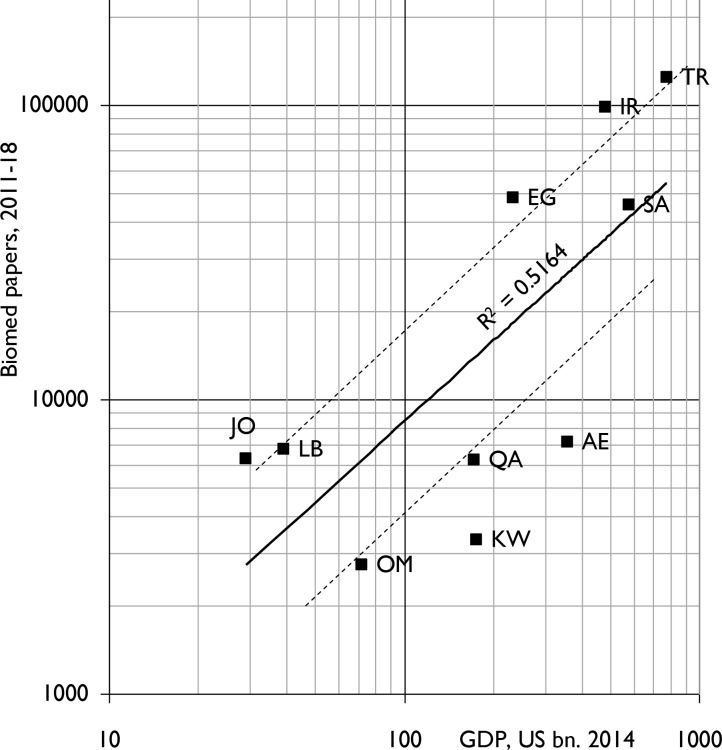 TR
100000
IR
Biomed papers, 2011-18
EG
SA
R² = 0.5164
10000
JO
LB
AE
QA
KW
OM
1000
10
100
GDP, US bn. 2014
1000